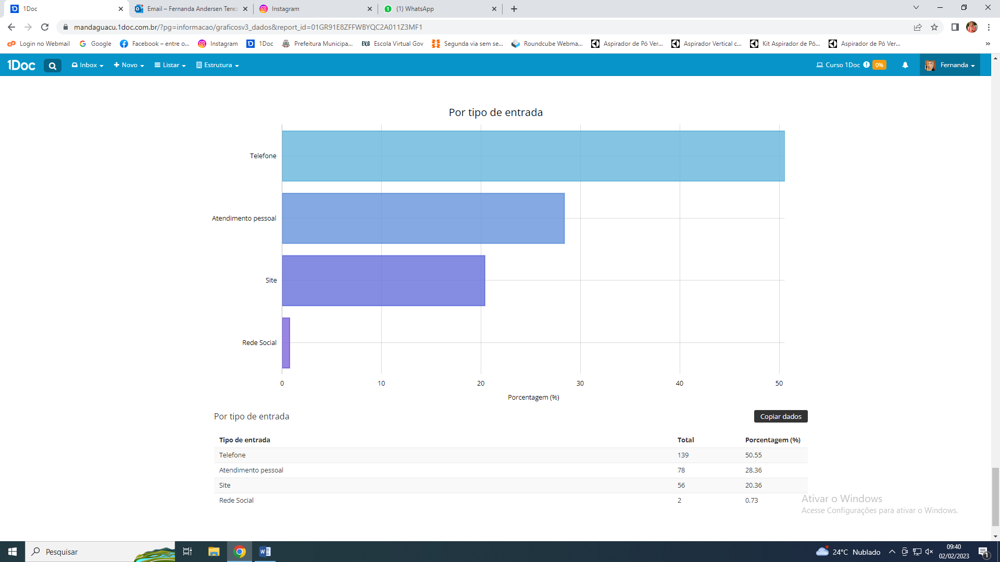 1Doc
Email – Fernanda Andersen Terez
Instagram
(1) WhatsApp
mandaguacu.1doc.com.br/?pg=informacao/graficosv3_dados&report_id=01GR91E8ZFFWBYQC2A011Z3MF1
Login no Webmail
Google
Facebook – entre o...
Instagram
1Doc
Prefeitura Municipa...
EV.G Escola Virtual Gov
Segunda via sem se...
Roundcube Webma...
Aspirador de Pó Ver...
Aspirador Vertical c...
Kit Aspirador de Pó...
Aspirador de Pó Ver...
»
1Doc
Inbox
Novo
Listar
Estrutura
Curso 1Doc
0%
Fernanda
Por tipo de entrada
Telefone
Atendimento pessoal
Site
Rede Social
0 10 20 30 40 50
Porcentagem (%)
Por tipo de entrada
Copiar dados
Tipo de entrada Total Porcentagem (%)
Telefone 139 50.55
Atendimento pessoal 78 28.36
Site 56 20.36
Rede Social 2 0.73
Ativar o Windows
Acesse Configurações para ativar o Windows.
Pesquisar
24°C Nublado
09:40
02/02/2023
1